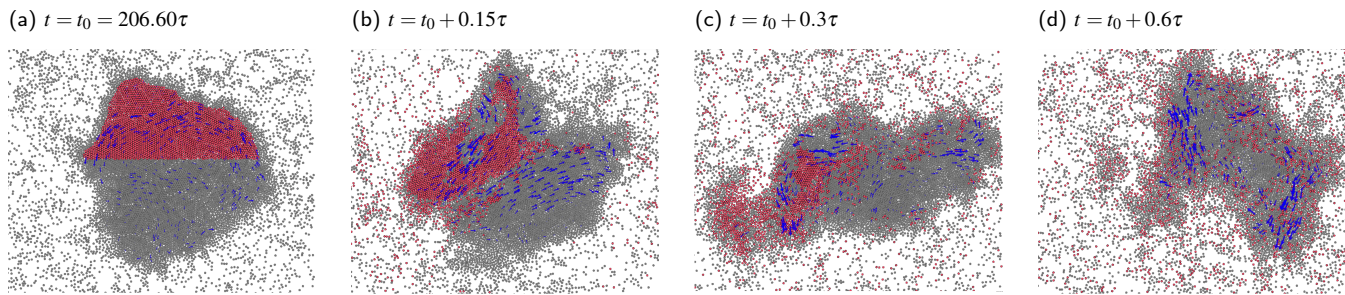 (a) t = t₀ = 206.60τ
(b) t = t₀ + 0.15τ
(c) t = t₀ + 0.3τ
(d) t = t₀ + 0.6τ